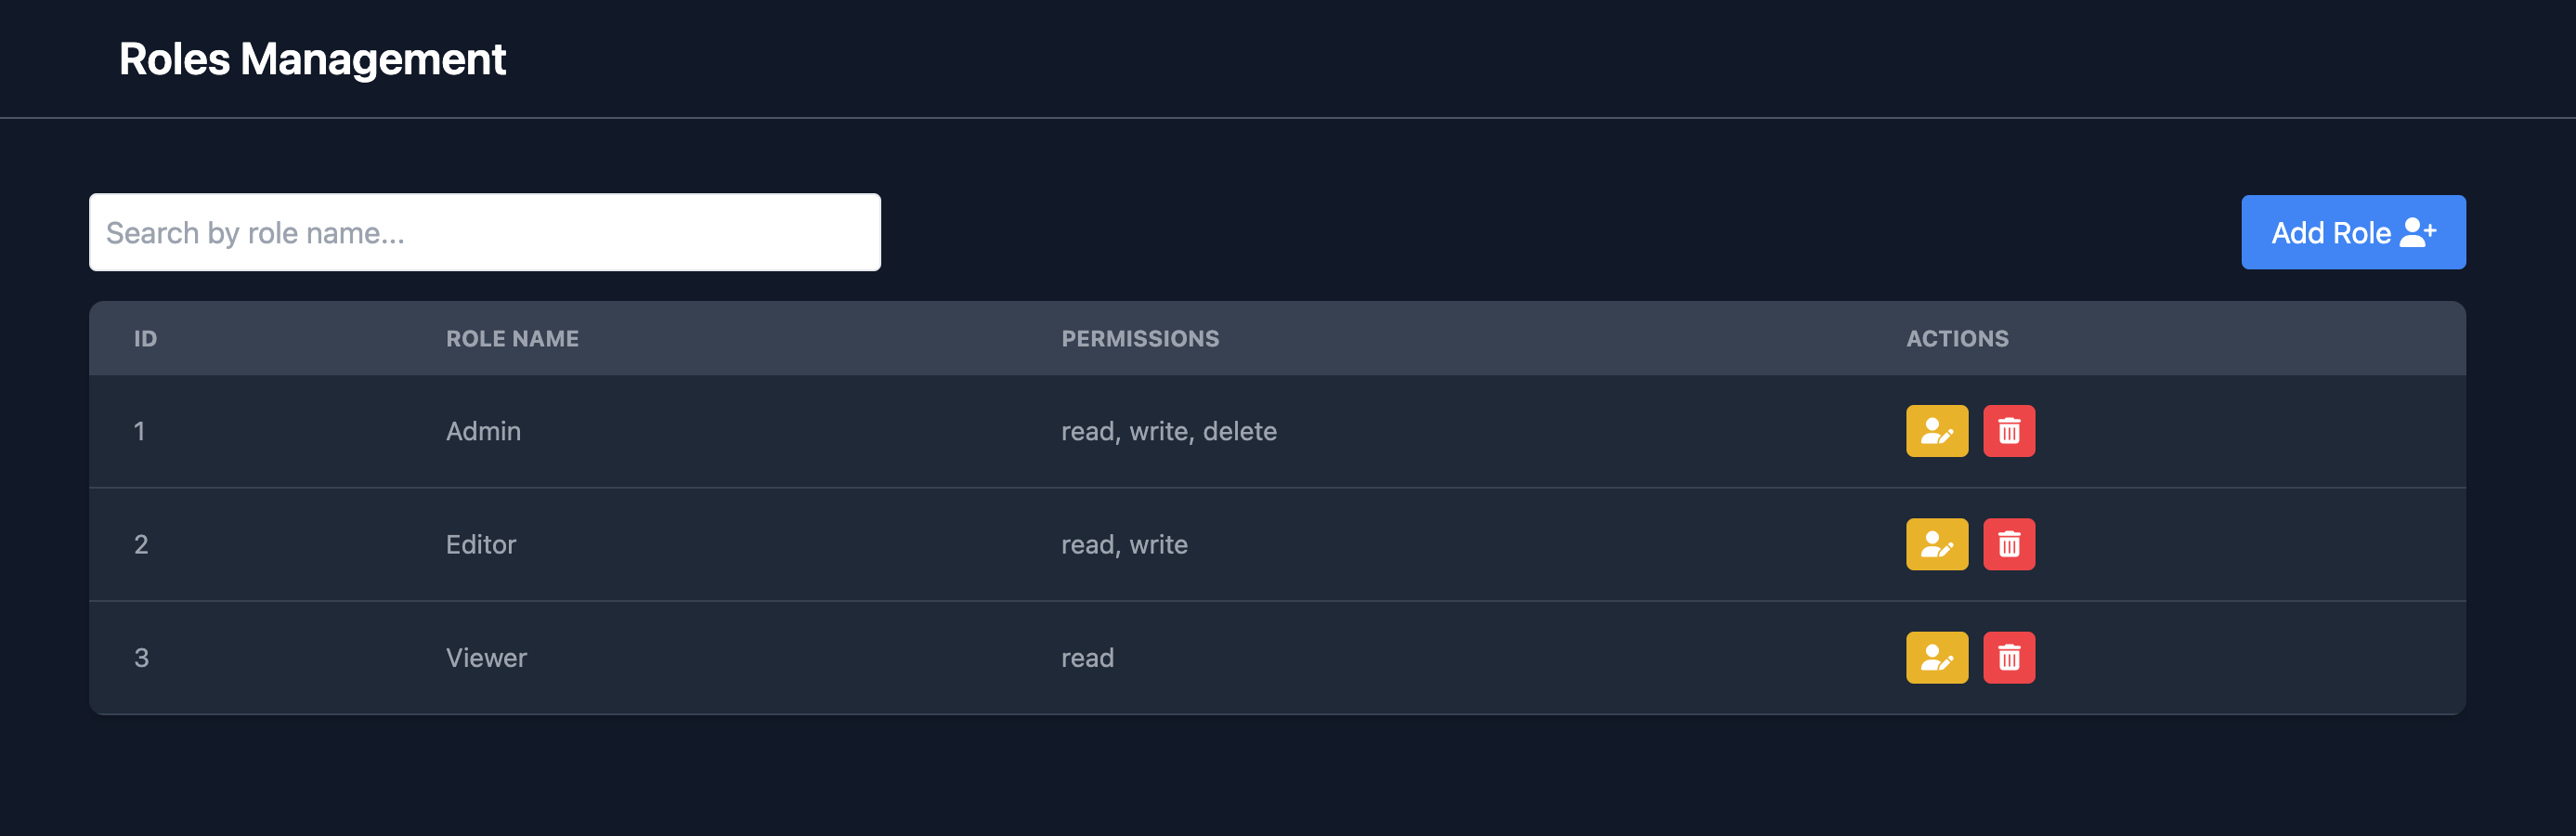 Roles Management
Search by role name...
Add Role
ID ROLE NAME PERMISSIONS ACTIONS
1 Admin read, write, delete
2 Editor read, write
3 Viewer read